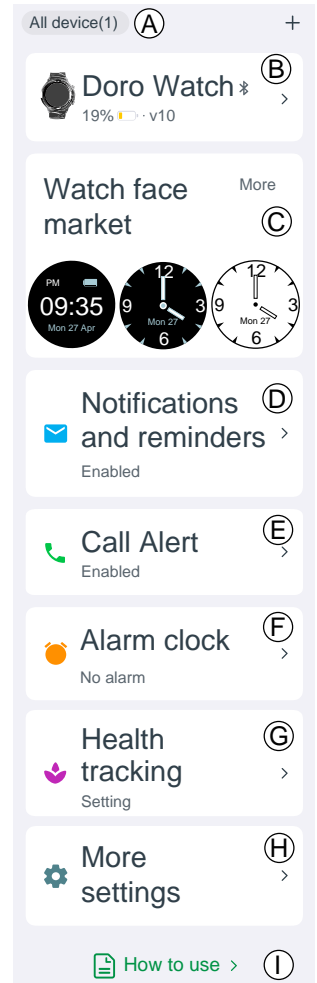 All device(1) A +
B
Doro Watch
19% · v10
Watch face More
market C
PM
09:35
Mon 27 Apr
12
9 3
Mon 27
6
12
9 3
Mon 27
6
Notifications D
and reminders
Enabled
E
Call Alert
Enabled
F
Alarm clock
No alarm
Health G
tracking
Setting
More H
settings
How to use I